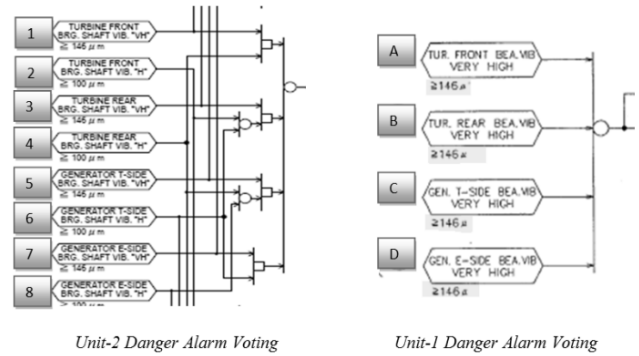 1
TURBINE FRONT
BRG. SHAFT VIB. "VH"
≧ 146 μm
2
TURBINE FRONT
BRG. SHAFT VIB. "H"
≧ 100 μm
3
TURBINE REAR
BRG. SHAFT VIB. "VH"
≧ 146 μm
4
TURBINE REAR
BRG. SHAFT VIB. "H"
≧ 100 μm
5
GENERATOR T-SIDE
BRG. SHAFT VIB. "VH"
≧ 146 μm
6
GENERATOR T-SIDE
BRG. SHAFT VIB. "H"
≧ 100 μm
7
GENERATOR E-SIDE
BRG. SHAFT VIB. "VH"
≧ 146 μm
8
GENERATOR E-SIDE
BRG. SHAFT VIB. "H"
Unit-2 Danger Alarm Voting
A
TUR. FRONT BEA.VIB
VERY HIGH
≧146μ
B
TUR. REAR BEA.VIB
VERY HIGH
≧146μ
C
GEN. T-SIDE BEA.VIB
VERY HIGH
≧146μ
D
GEN. E-SIDE BEA.VIB
VERY HIGH
≧146μ
Unit-1 Danger Alarm Voting